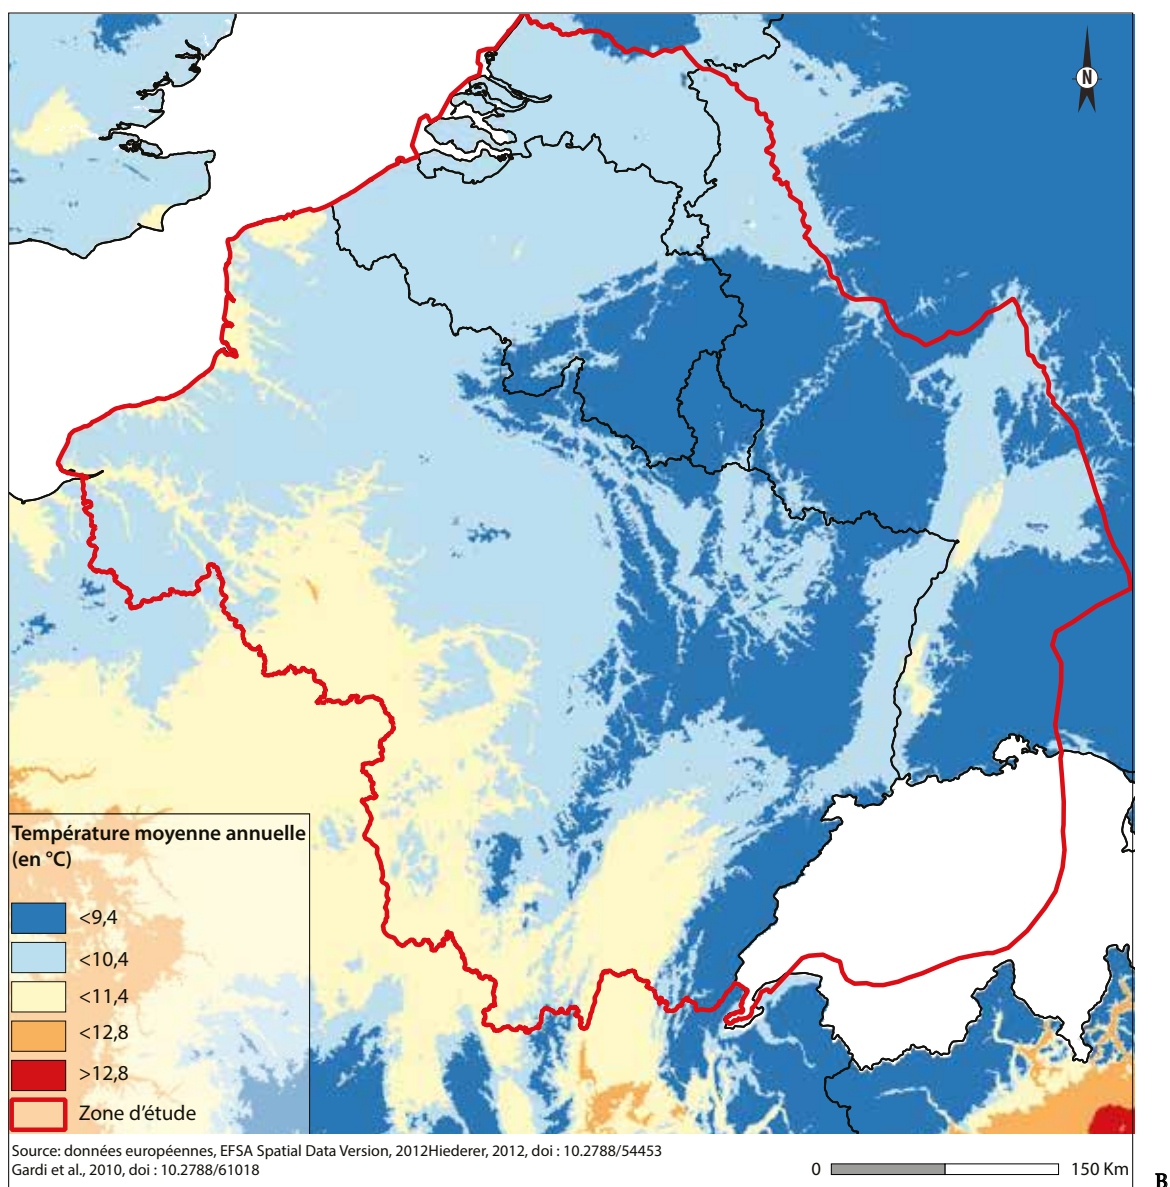 N
Température moyenne annuelle
(en °C)
<9,4
<10,4
<11,4
<12,8
>12,8
Zone d'étude
Source: données européennes, EFSA Spatial Data Version, 2012Hiederer, 2012, doi : 10.2788/54453
Gardi et al., 2010, doi : 10.2788/61018
0 150 Km
B